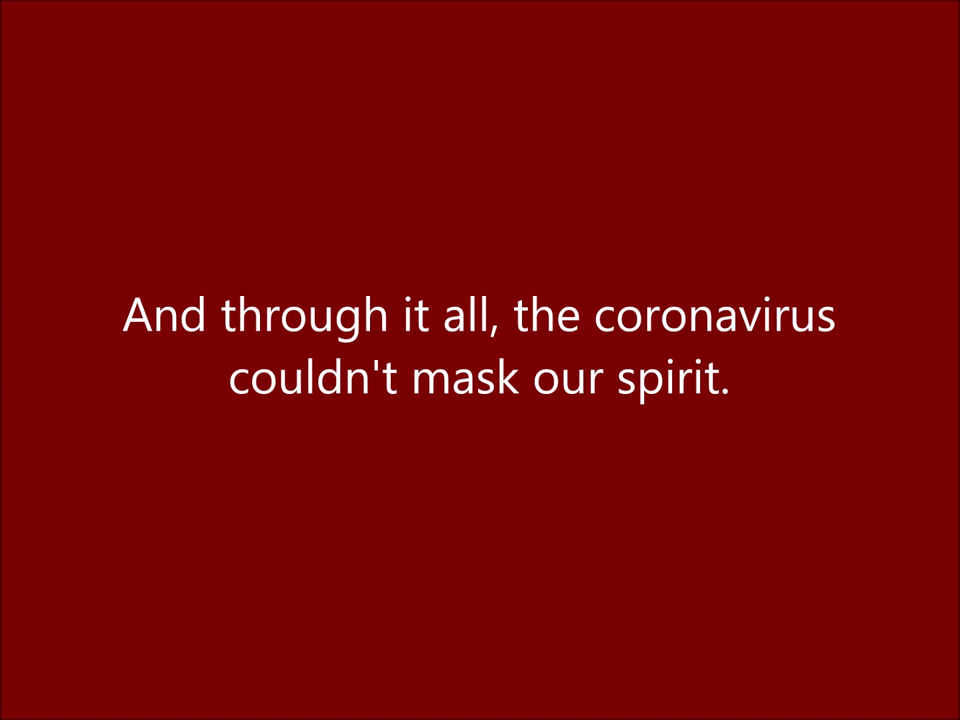 And through it all, the coronavirus
couldn't mask our spirit.